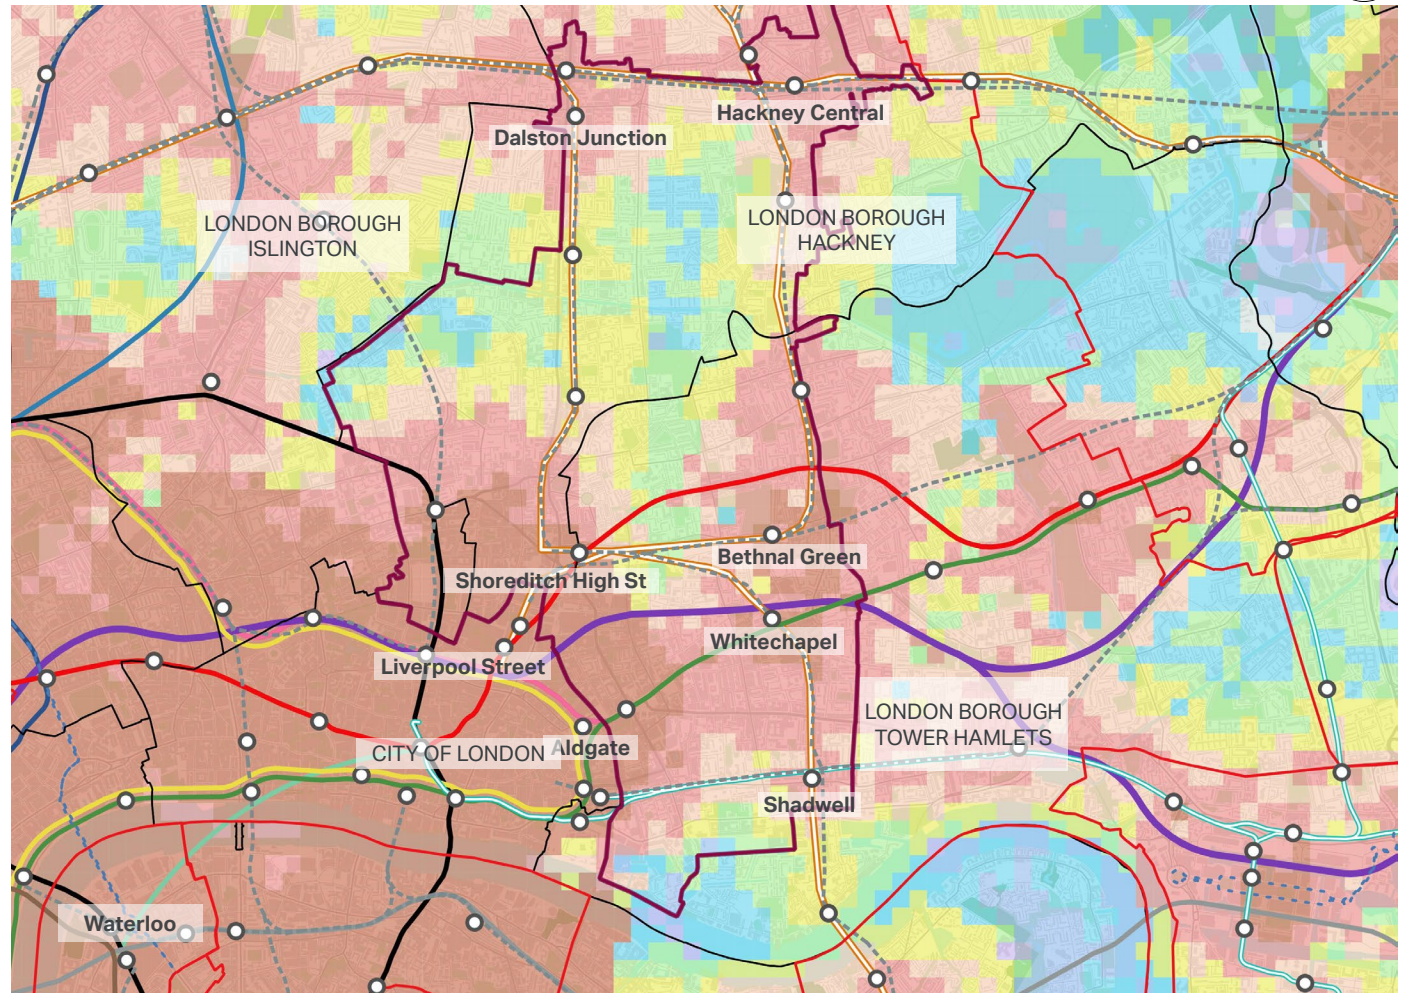 Hackney Central
Dalston Junction
LONDON BOROUGH
ISLINGTON
LONDON BOROUGH
HACKNEY
Bethnal Green
Shoreditch High St
Whitechapel
Liverpool Street
LONDON BOROUGH
TOWER HAMLETS
CITY OF LONDON
Aldgate
Shadwell
Waterloo